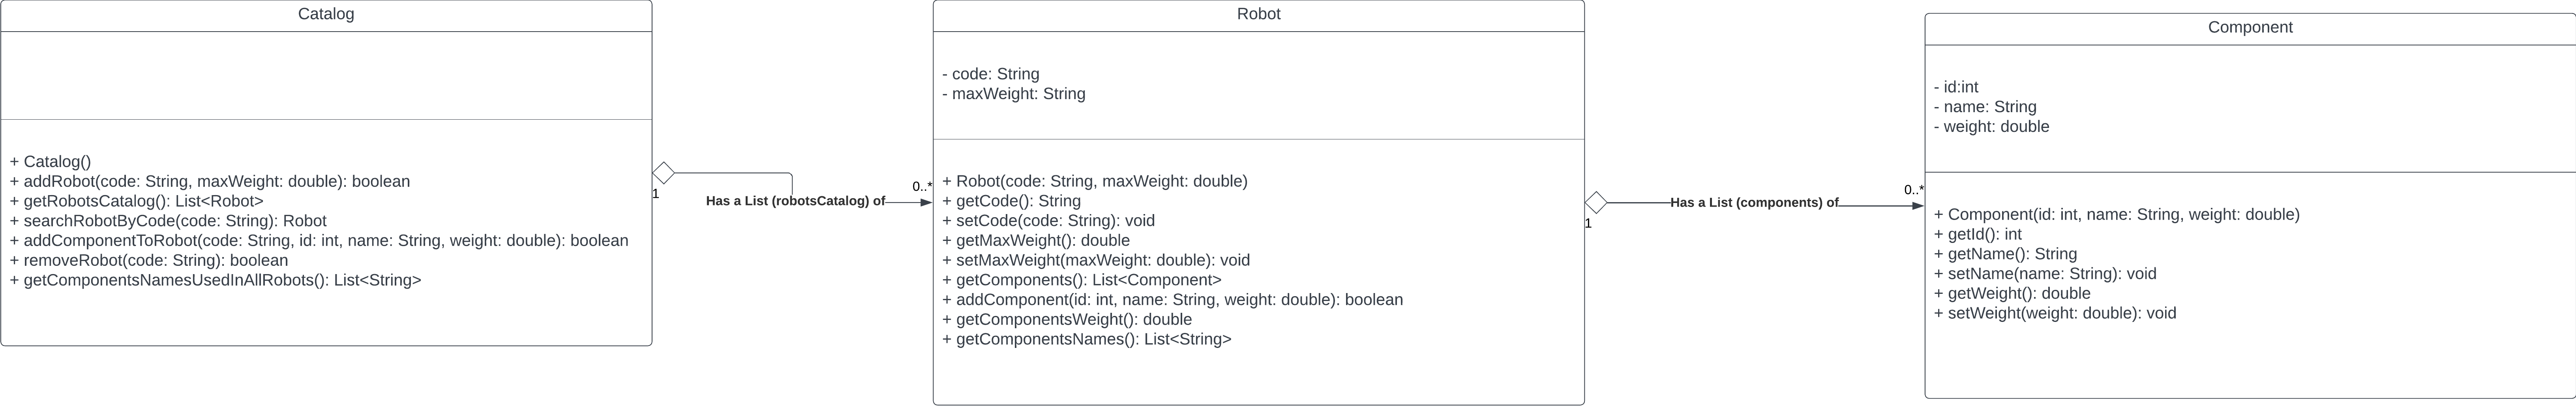 Catalog
+ Catalog()
+ addRobot(code: String, maxWeight: double): boolean
+ getRobotsCatalog(): List<Robot>
+ searchRobotByCode(code: String): Robot
+ addComponentToRobot(code: String, id: int, name: String, weight: double): boolean
+ removeRobot(code: String): boolean
+ getComponentsNamesUsedInAllRobots(): List<String>
1
Has a List (robotsCatalog) of
0..*
Robot
- code: String
- maxWeight: String
+ Robot(code: String, maxWeight: double)
+ getCode(): String
+ setCode(code: String): void
+ getMaxWeight(): double
+ setMaxWeight(maxWeight: double): void
+ getComponents(): List<Component>
+ addComponent(id: int, name: String, weight: double): boolean
+ getComponentsWeight(): double
+ getComponentsNames(): List<String>
1
Has a List (components) of
0..*
Component
- id:int
- name: String
- weight: double
+ Component(id: int, name: String, weight: double)
+ getId(): int
+ getName(): String
+ setName(name: String): void
+ getWeight(): double
+ setWeight(weight: double): void